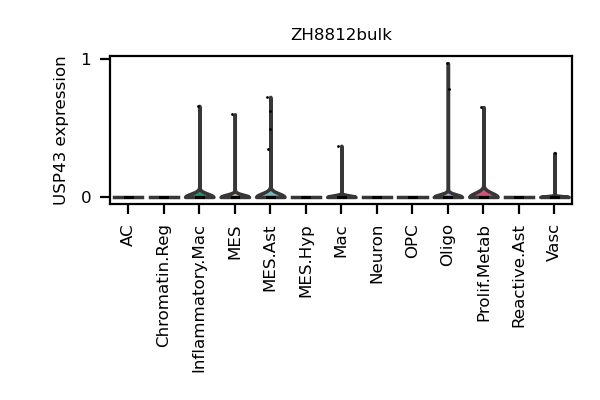 ZH8812bulk
USP43 expression
1
0
AC
Chromatin.Reg
Inflammatory.Mac
MES
MES.Ast
MES.Hyp
Mac
Neuron
OPC
Oligo
Prolif.Metab
Reactive.Ast
Vasc